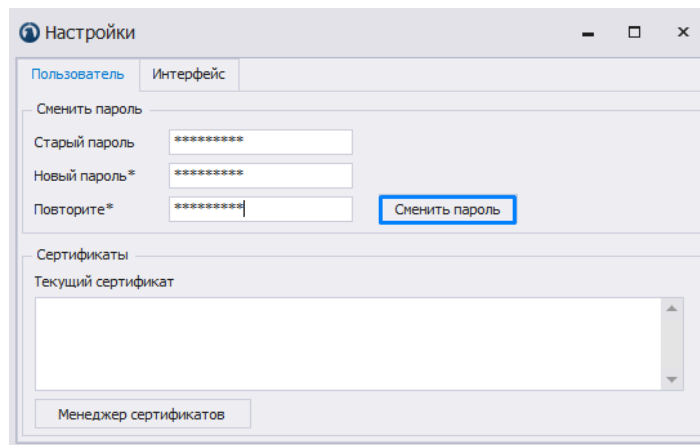 Настройки
Пользователь Интерфейс
Сменить пароль
Старый пароль *********
Новый пароль* *********
Повторите* ********* Сменить пароль
Сертификаты
Текущий сертификат
Менеджер сертификатов